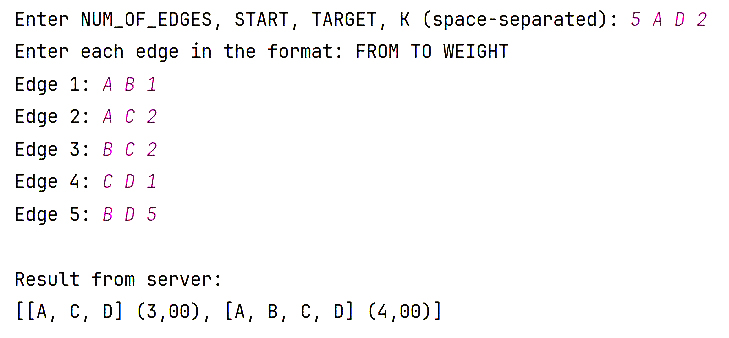 Enter NUM_OF_EDGES, START, TARGET, K (space-separated): 5 A D 2
Enter each edge in the format: FROM TO WEIGHT
Edge 1: A B 1
Edge 2: A C 2
Edge 3: B C 2
Edge 4: C D 1
Edge 5: B D 5
Result from server:
[[A, C, D] (3,00), [A, B, C, D] (4,00)]